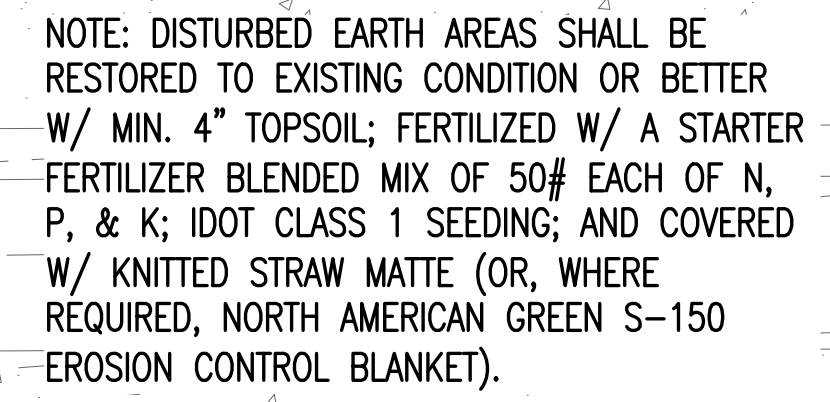 NOTE: DISTURBED EARTH AREAS SHALL BE
RESTORED TO EXISTING CONDITION OR BETTER
W/ MIN. 4" TOPSOIL; FERTILIZED W/ A STARTER
FERTILIZER BLENDED MIX OF 50# EACH OF N,
P, & K; IDOT CLASS 1 SEEDING; AND COVERED
W/ KNITTED STRAW MATTE (OR, WHERE
REQUIRED, NORTH AMERICAN GREEN S-150
EROSION CONTROL BLANKET).